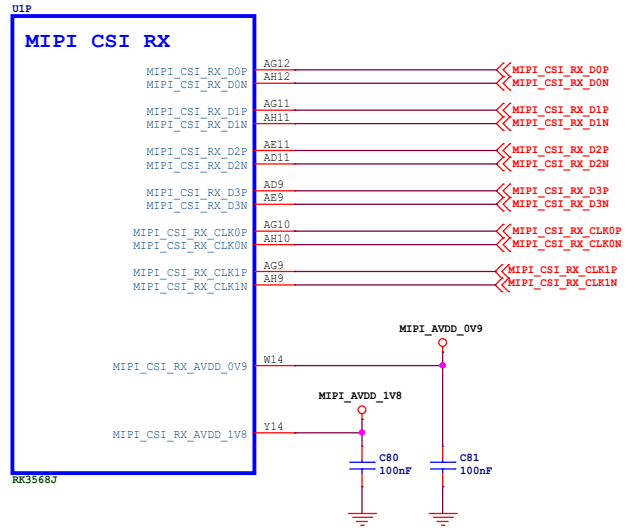 U1P
MIPI CSI RX
MIPI_CSI_RX_D0P AG12 MIPI_CSI_RX_D0P
MIPI_CSI_RX_D0N AH12 MIPI_CSI_RX_D0N
MIPI_CSI_RX_D1P AG11 MIPI_CSI_RX_D1P
MIPI_CSI_RX_D1N AH11 MIPI_CSI_RX_D1N
MIPI_CSI_RX_D2P AE11 MIPI_CSI_RX_D2P
MIPI_CSI_RX_D2N AD11 MIPI_CSI_RX_D2N
MIPI_CSI_RX_D3P AD9 MIPI_CSI_RX_D3P
MIPI_CSI_RX_D3N AE9 MIPI_CSI_RX_D3N
MIPI_CSI_RX_CLK0P AG10 MIPI_CSI_RX_CLK0P
MIPI_CSI_RX_CLK0N AH10 MIPI_CSI_RX_CLK0N
MIPI_CSI_RX_CLK1P AG9 MIPI_CSI_RX_CLK1P
MIPI_CSI_RX_CLK1N AH9 MIPI_CSI_RX_CLK1N
MIPI_AVDD_0V9
MIPI_CSI_RX_AVDD_0V9 W14
MIPI_AVDD_1V8
MIPI_CSI_RX_AVDD_1V8 Y14
C80 C81
100nF 100nF
RK3568J